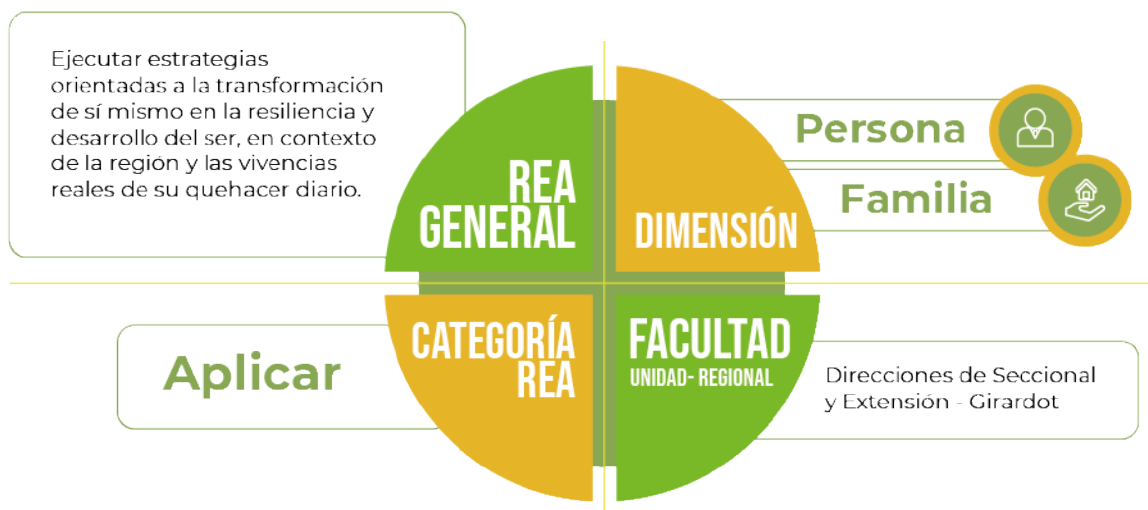 Ejecutar estrategias
orientadas a la transformación
de sí mismo en la resiliencia y
desarrollo del ser, en contexto
de la región y las vivencias
reales de su quehacer diario.
REA
GENERAL
DIMENSIÓN
Persona
Familia
Aplicar
CATEGORÍA
REA
FACULTAD
UNIDAD- REGIONAL
Direcciones de Seccional
y Extensión - Girardot